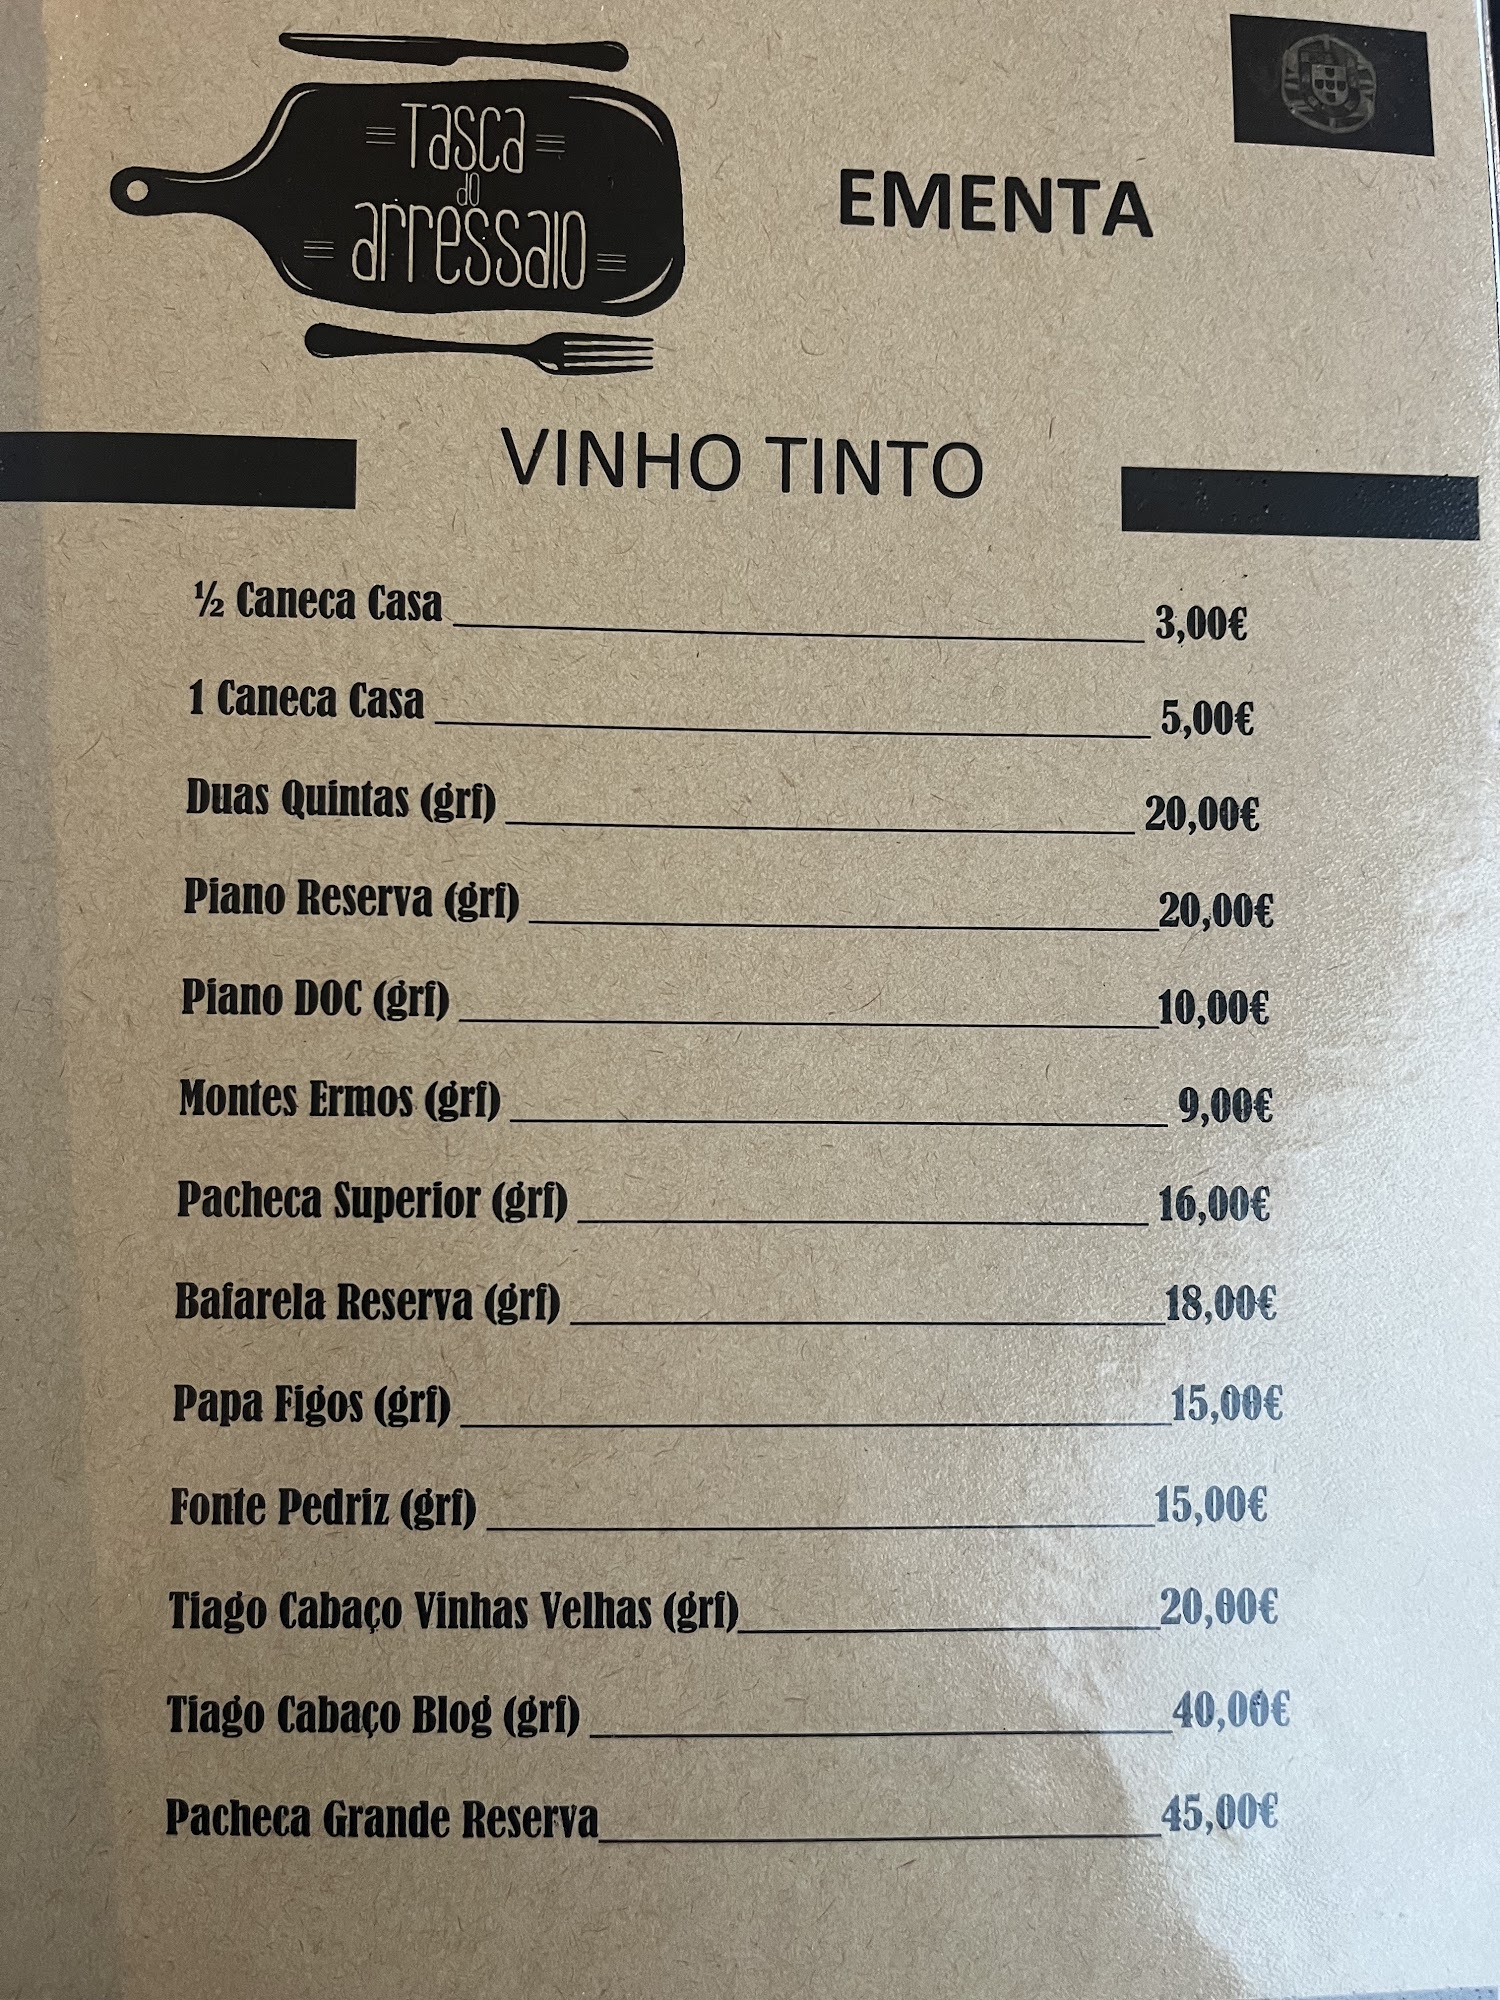 Tasca
do
arressaio
EMENTA
VINHO TINTO
½ Caneca Casa 3,00€
1 Caneca Casa 5,00€
Duas Quintas (grf) 20,00€
Piano Reserva (grf) 20,00€
Piano DOC (grf) 10,00€
Montes Ermos (grf) 9,00€
Pacheca Superior (grf) 16,00€
Bafarela Reserva (grf) 18,00€
Papa Figos (grf) 15,00€
Fonte Pedriz (grf) 15,00€
Tiago Cabaço Vinhas Velhas (grf) 20,00€
Tiago Cabaço Blog (grf) 40,00€
Pacheca Grande Reserva 45,00€